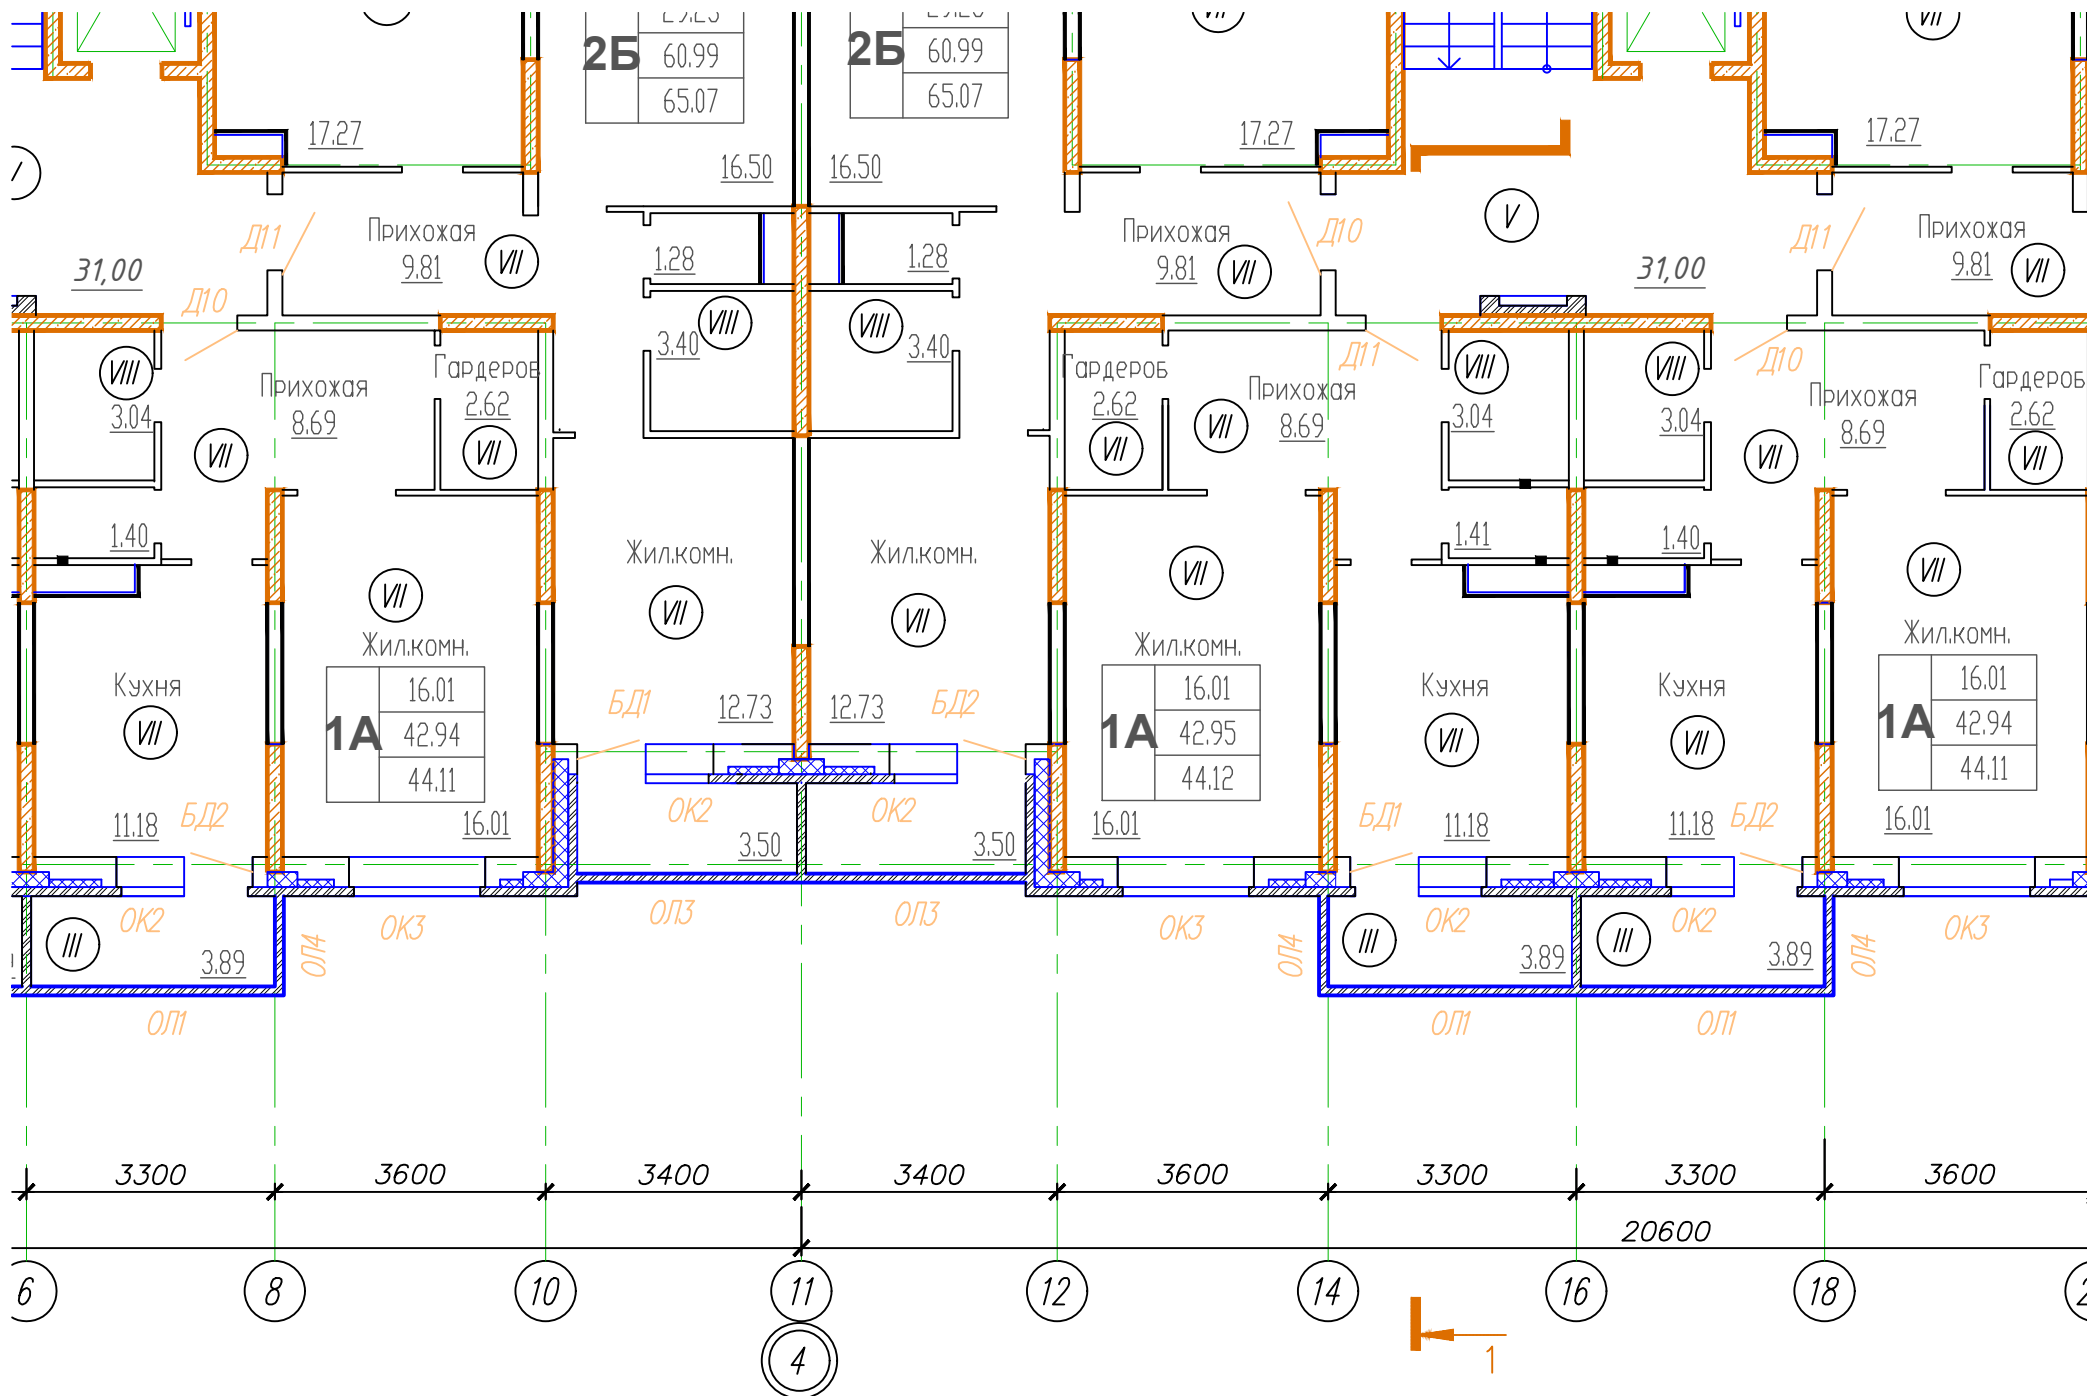 2Б
60.99
65.07
2Б
60.99
65.07
17.27
16.50
16.50
17.27
17.27
V
Д11
Прихожая
9.81
VII
31,00
Д10
1.28
1.28
Прихожая
9.81
VII
Д10
V
31,00
Д11
Прихожая
9.81
VII
VIII
3.04
Прихожая
8.69
VII
Гардероб
2.62
VII
VIII
3.40
VIII
3.40
Гардероб
2.62
VII
VII
Прихожая
8.69
Д11
VIII
3.04
VIII
3.04
Д10
Прихожая
8.69
VII
Гардероб
2.62
VII
1.40
Жил.комн.
VII
Жил.комн.
VII
1.41
1.40
VII
Жил.комн.
VII
Жил.комн.
VII
Жил.комн.
Кухня
VII
1А
16.01
42.94
44.11
БД1
12.73
12.73
БД2
1А
16.01
42.95
44.12
Кухня
VII
Кухня
VII
1А
16.01
42.94
44.11
11.18
БД2
16.01
ОК2
ОК2
3.50
3.50
16.01
БД1
11.18
11.18
БД2
16.01
III
ОК2
3.89
ОЛ4
ОК3
ОЛ3
ОЛ3
ОК3
ОЛ4
III
ОК2
3.89
III
ОК2
3.89
ОЛ4
ОК3
ОЛ1
ОЛ1
ОЛ1
3300
3600
3400
3400
3600
3300
3300
3600
20600
6
8
10
11
12
14
16
18
4
1